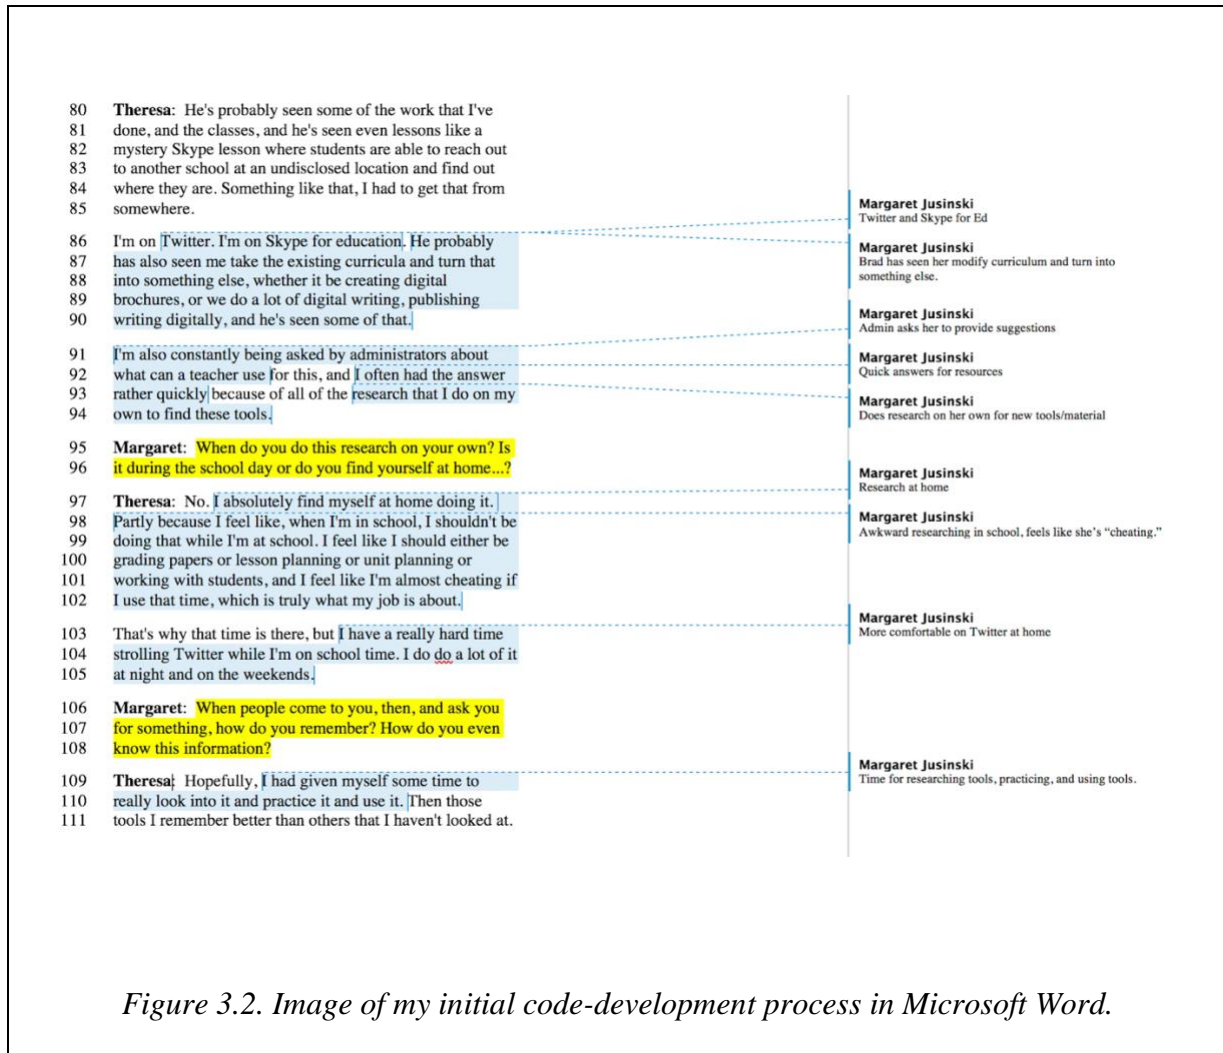 80 Theresa: He's probably seen some of the work that I've
81 done, and the classes, and he's seen even lessons like a
82 mystery Skype lesson where students are able to reach out
83 to another school at an undisclosed location and find out
84 where they are. Something like that, I had to get that from
85 somewhere.
86 I'm on Twitter. I'm on Skype for education. He probably
87 has also seen me take the existing curricula and turn that
88 into something else, whether it be creating digital
89 brochures, or we do a lot of digital writing, publishing
90 writing digitally, and he's seen some of that.
91 I'm also constantly being asked by administrators about
92 what can a teacher use for this, and I often had the answer
93 rather quickly because of all of the research that I do on my
94 own to find these tools.
95 Margaret: When do you do this research on your own? Is
96 it during the school day or do you find yourself at home...?
97 Theresa: No. I absolutely find myself at home doing it.
98 Partly because I feel like, when I'm in school, I shouldn't be
99 doing that while I'm at school. I feel like I should either be
100 grading papers or lesson planning or unit planning or
101 working with students, and I feel like I'm almost cheating if
102 I use that time, which is truly what my job is about.
103 That's why that time is there, but I have a really hard time
104 strolling Twitter while I'm on school time. I do do a lot of it
105 at night and on the weekends.
106 Margaret: When people come to you, then, and ask you
107 for something, how do you remember? How do you even
108 know this information?
109 Theresa: Hopefully, I had given myself some time to
110 really look into it and practice it and use it. Then those
111 tools I remember better than others that I haven't looked at.
Margaret Jusinski
Twitter and Skype for Ed
Margaret Jusinski
Brad has seen her modify curriculum and turn into
something else.
Margaret Jusinski
Admin asks her to provide suggestions
Margaret Jusinski
Quick answers for resources
Margaret Jusinski
Does research on her own for new tools/material
Margaret Jusinski
Research at home
Margaret Jusinski
Awkward researching in school, feels like she's “cheating.”
Margaret Jusinski
More comfortable on Twitter at home
Margaret Jusinski
Time for researching tools, practicing, and using tools.
Figure 3.2. Image of my initial code-development process in Microsoft Word.